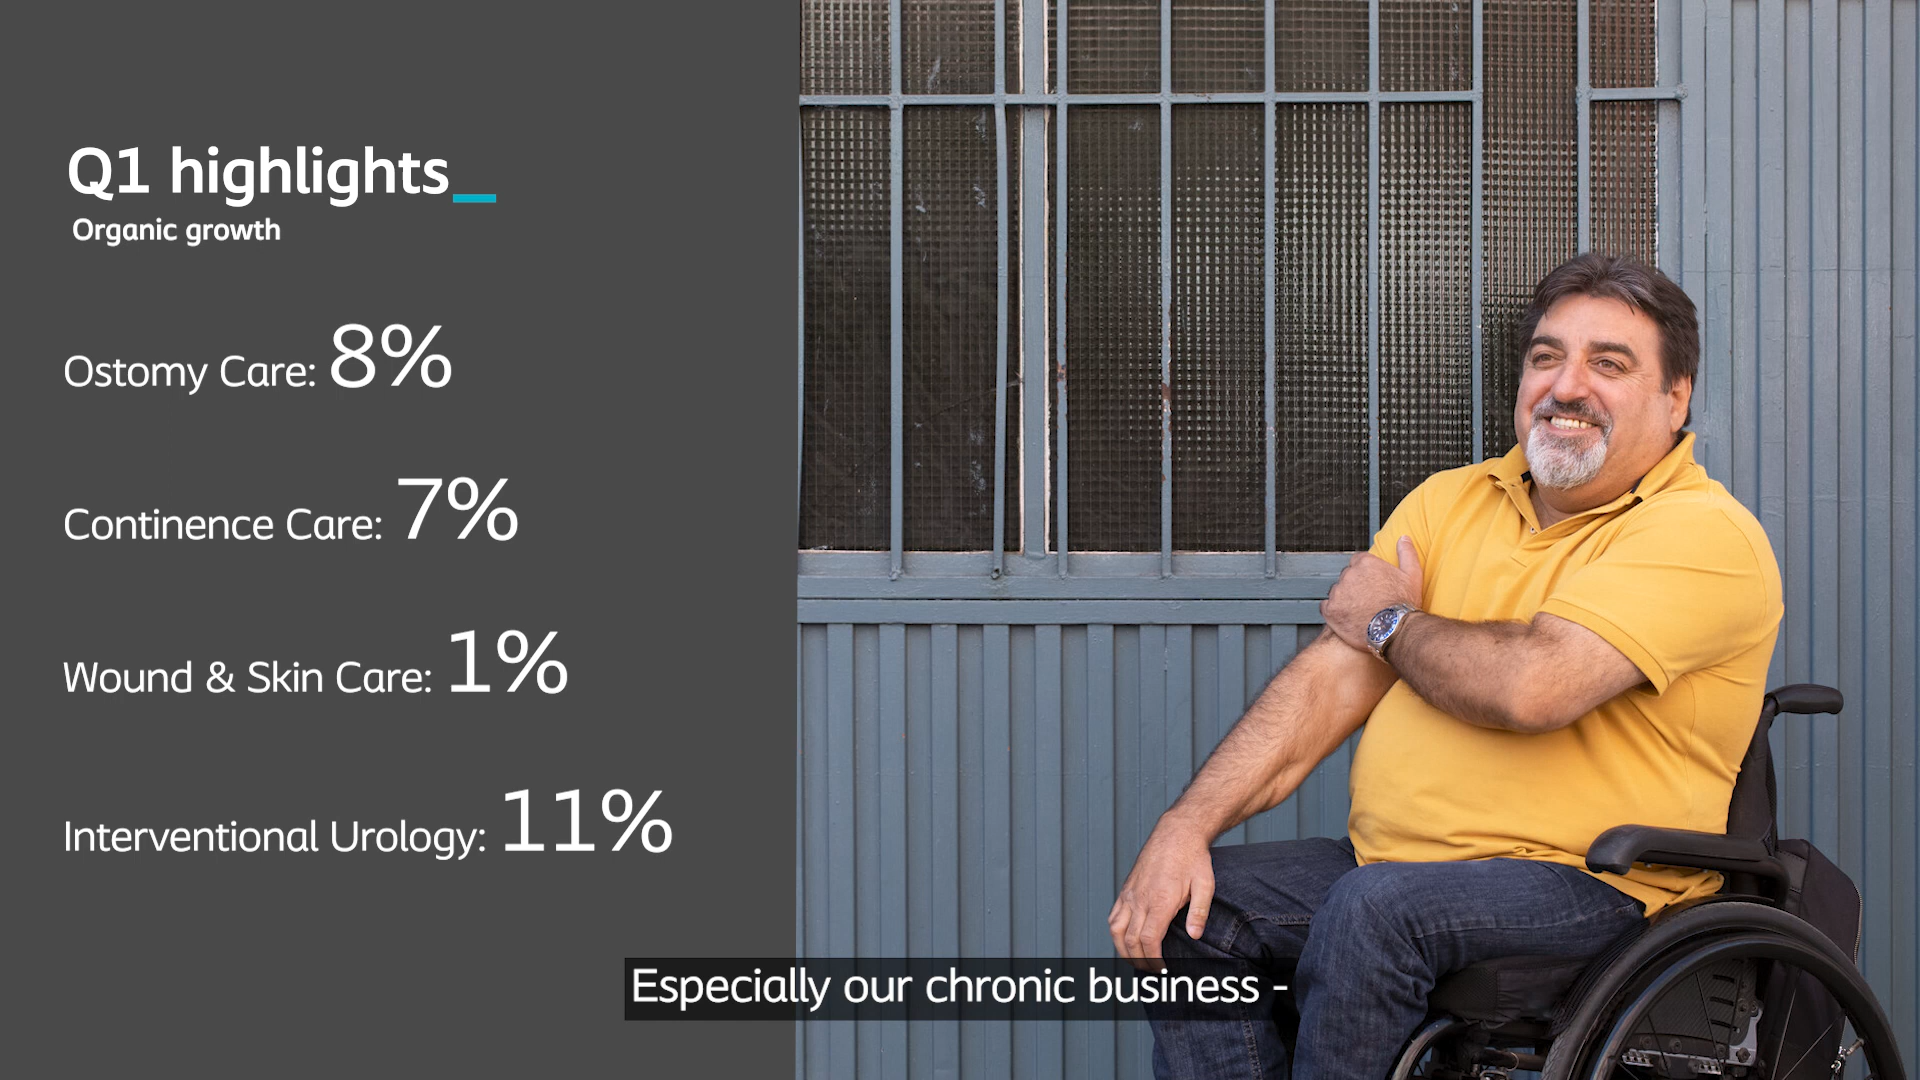 Q1 highlights_
Organic growth
Ostomy Care: 8%
Continence Care: 7%
Wound & Skin Care: 1%
Interventional Urology: 11%
Especially our chronic business -